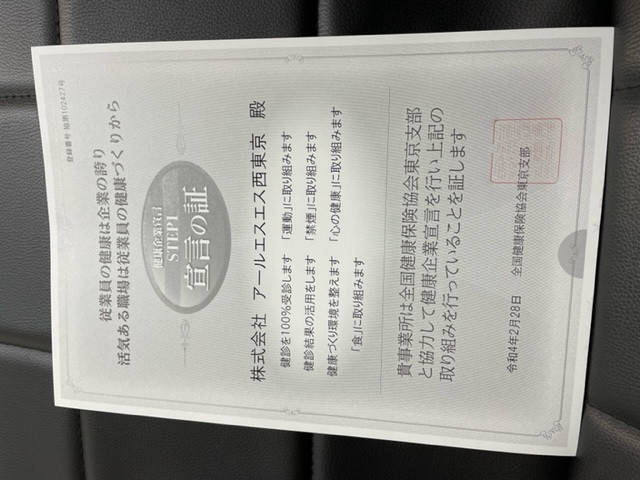 登録番号 協第102427号
従業員の健康は企業の誇り
活気ある職場は従業員の健康づくりから
健康企業宣言
STEP1
宣言の証
株式会社 アールエスエス西東京 殿
健診を100%受診します 「運動」に取り組みます
健診結果の活用をします 「禁煙」に取り組みます
健康づくり環境を整えます 「心の健康」に取り組みます
「食」に取り組みます
貴事業所は全国健康保険協会東京支部
と協力して健康企業宣言を行い上記の
取り組みを行っていることを証します
令和4年2月28日 全国健康保険協会東京支部